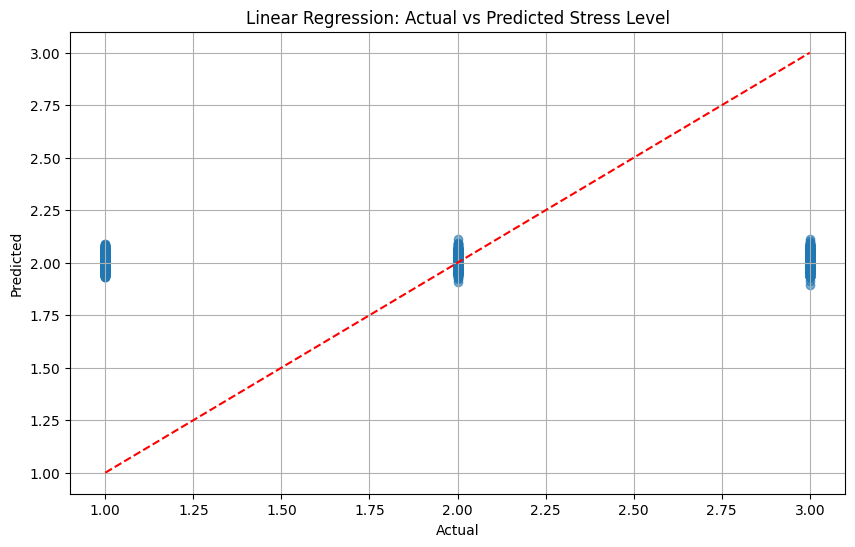 Linear Regression: Actual vs Predicted Stress Level
3.00
2.75
2.50
2.25
2.00
1.75
1.50
1.25
1.00
Predicted
1.00 1.25 1.50 1.75 2.00 2.25 2.50 2.75 3.00
Actual